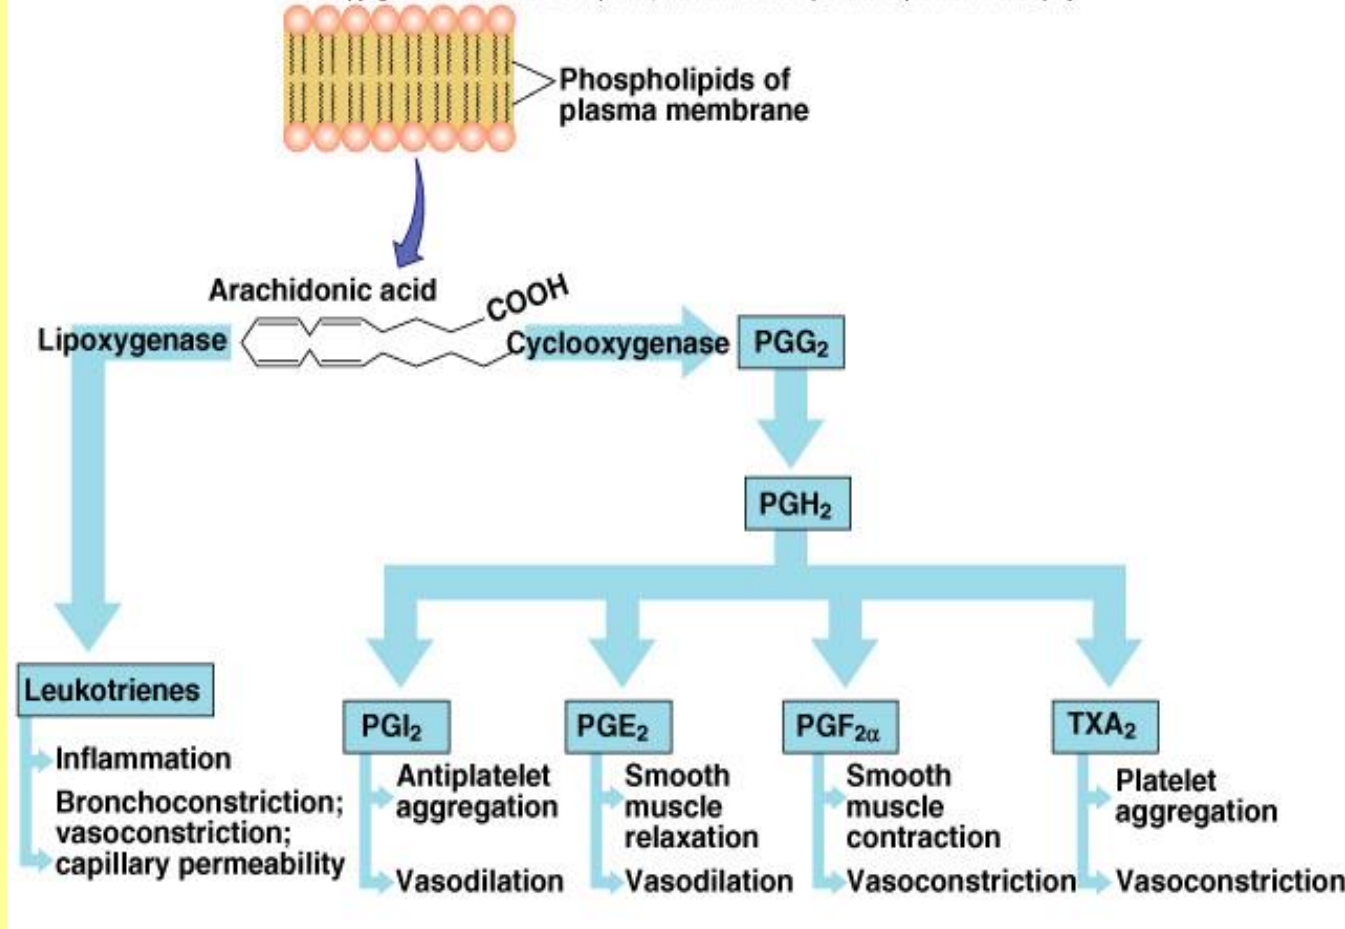 Phospholipids of
plasma membrane
Arachidonic acid
COOH
Lipoxygenase
Cyclooxygenase
PGG₂
PGH₂
Leukotrienes
Inflammation
Bronchoconstriction;
vasoconstriction;
capillary permeability
PGI₂
Antiplatelet
aggregation
Vasodilation
PGE₂
Smooth
muscle
relaxation
Vasodilation
PGF₂α
Smooth
muscle
contraction
Vasoconstriction
TXA₂
Platelet
aggregation
Vasoconstriction